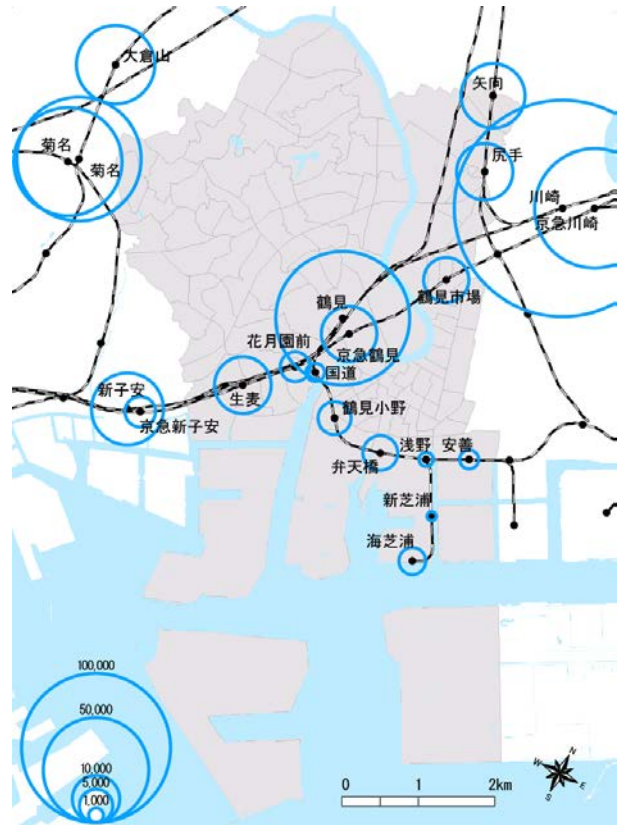 大倉山
矢向
菊名
菊名
尻手
川崎
京急川崎
鶴見市場
鶴見
花月園前
京急鶴見
国道
新子安
生麦
京急新子安
鶴見小野
浅野
安善
弁天橋
新芝浦
海芝浦
100,000
50,000
10,000
5,000
1,000
0 1 2km
N
W
E
S